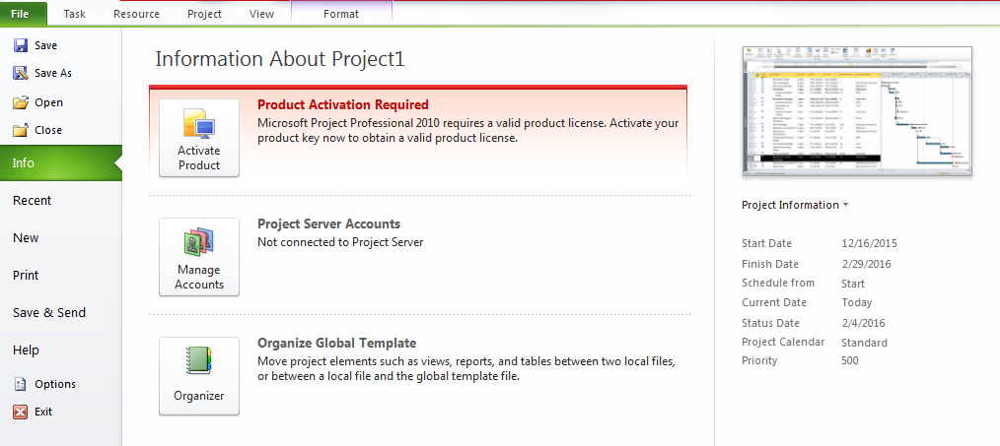 File Task Resource Project View Format
Save
Save As
Open
Close
Info
Recent
New
Print
Save & Send
Help
Options
Exit
Information About Project1
Activate
Product
Product Activation Required
Microsoft Project Professional 2010 requires a valid product license. Activate your
product key now to obtain a valid product license.
Manage
Accounts
Project Server Accounts
Not connected to Project Server
Organizer
Organize Global Template
Move project elements such as views, reports, and tables between two local files,
or between a local file and the global template file.
Project Information
Start Date 12/16/2015
Finish Date 2/29/2016
Schedule from Start
Current Date Today
Status Date 2/4/2016
Project Calendar Standard
Priority 500